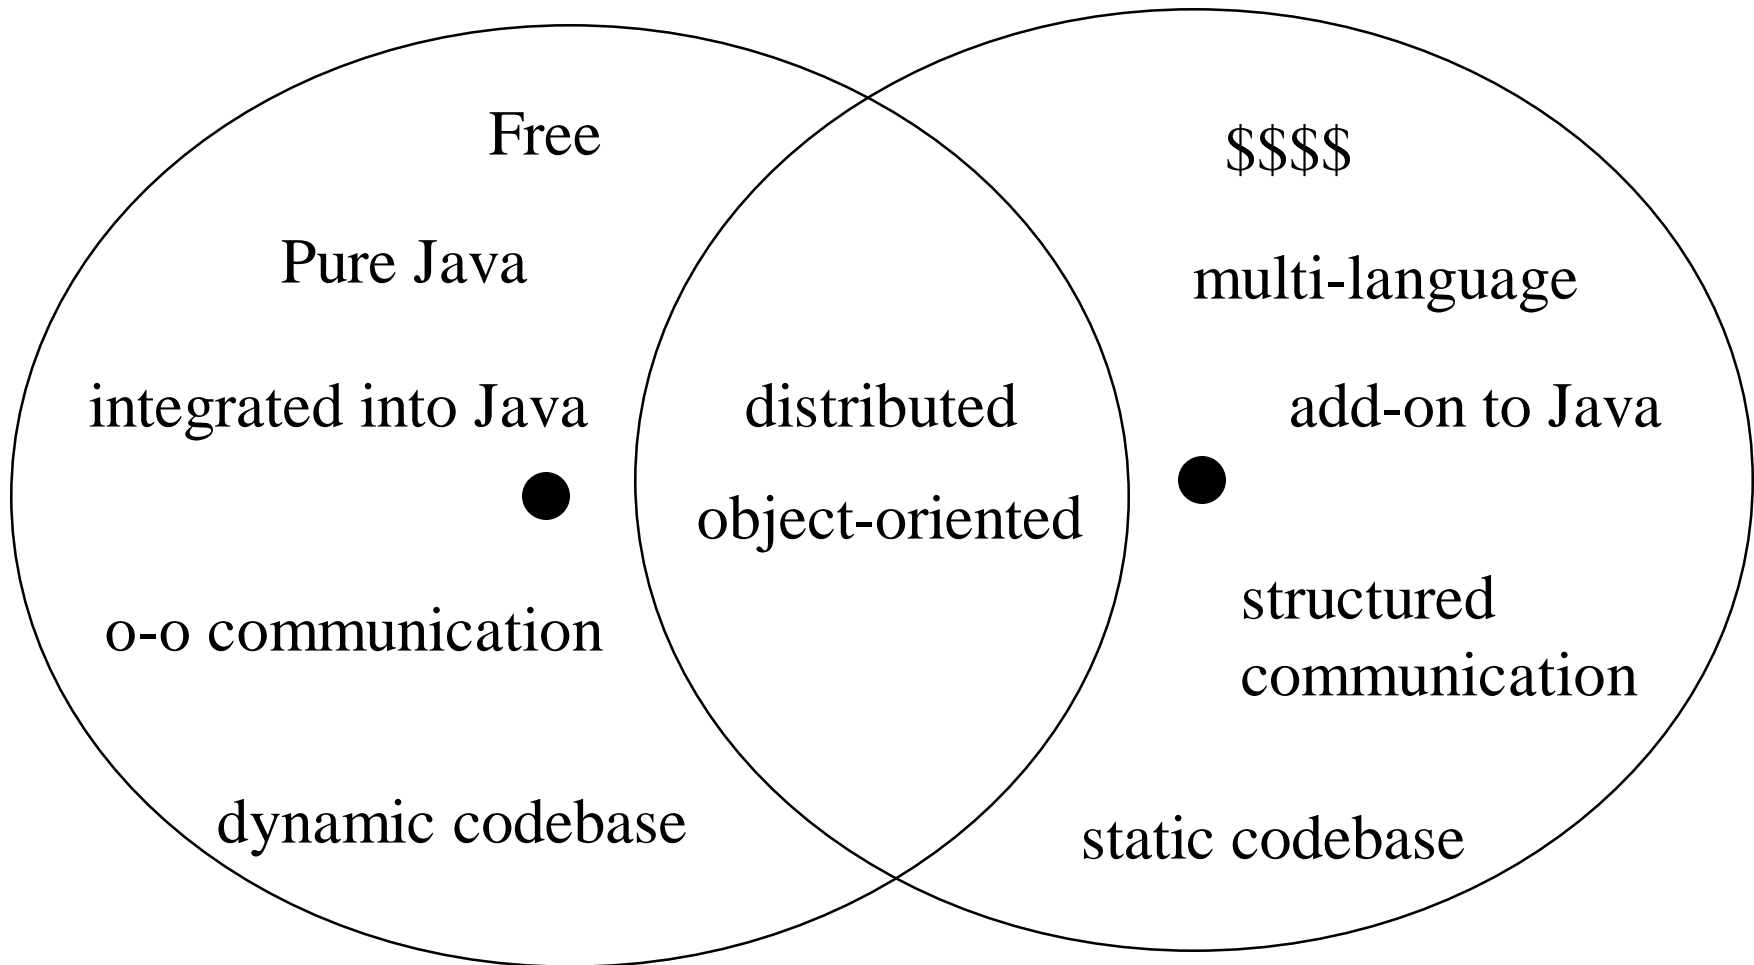 Free
Pure Java
integrated into Java
o-o communication
dynamic codebase
distributed
object-oriented
$$$$
multi-language
add-on to Java
structured
communication
static codebase